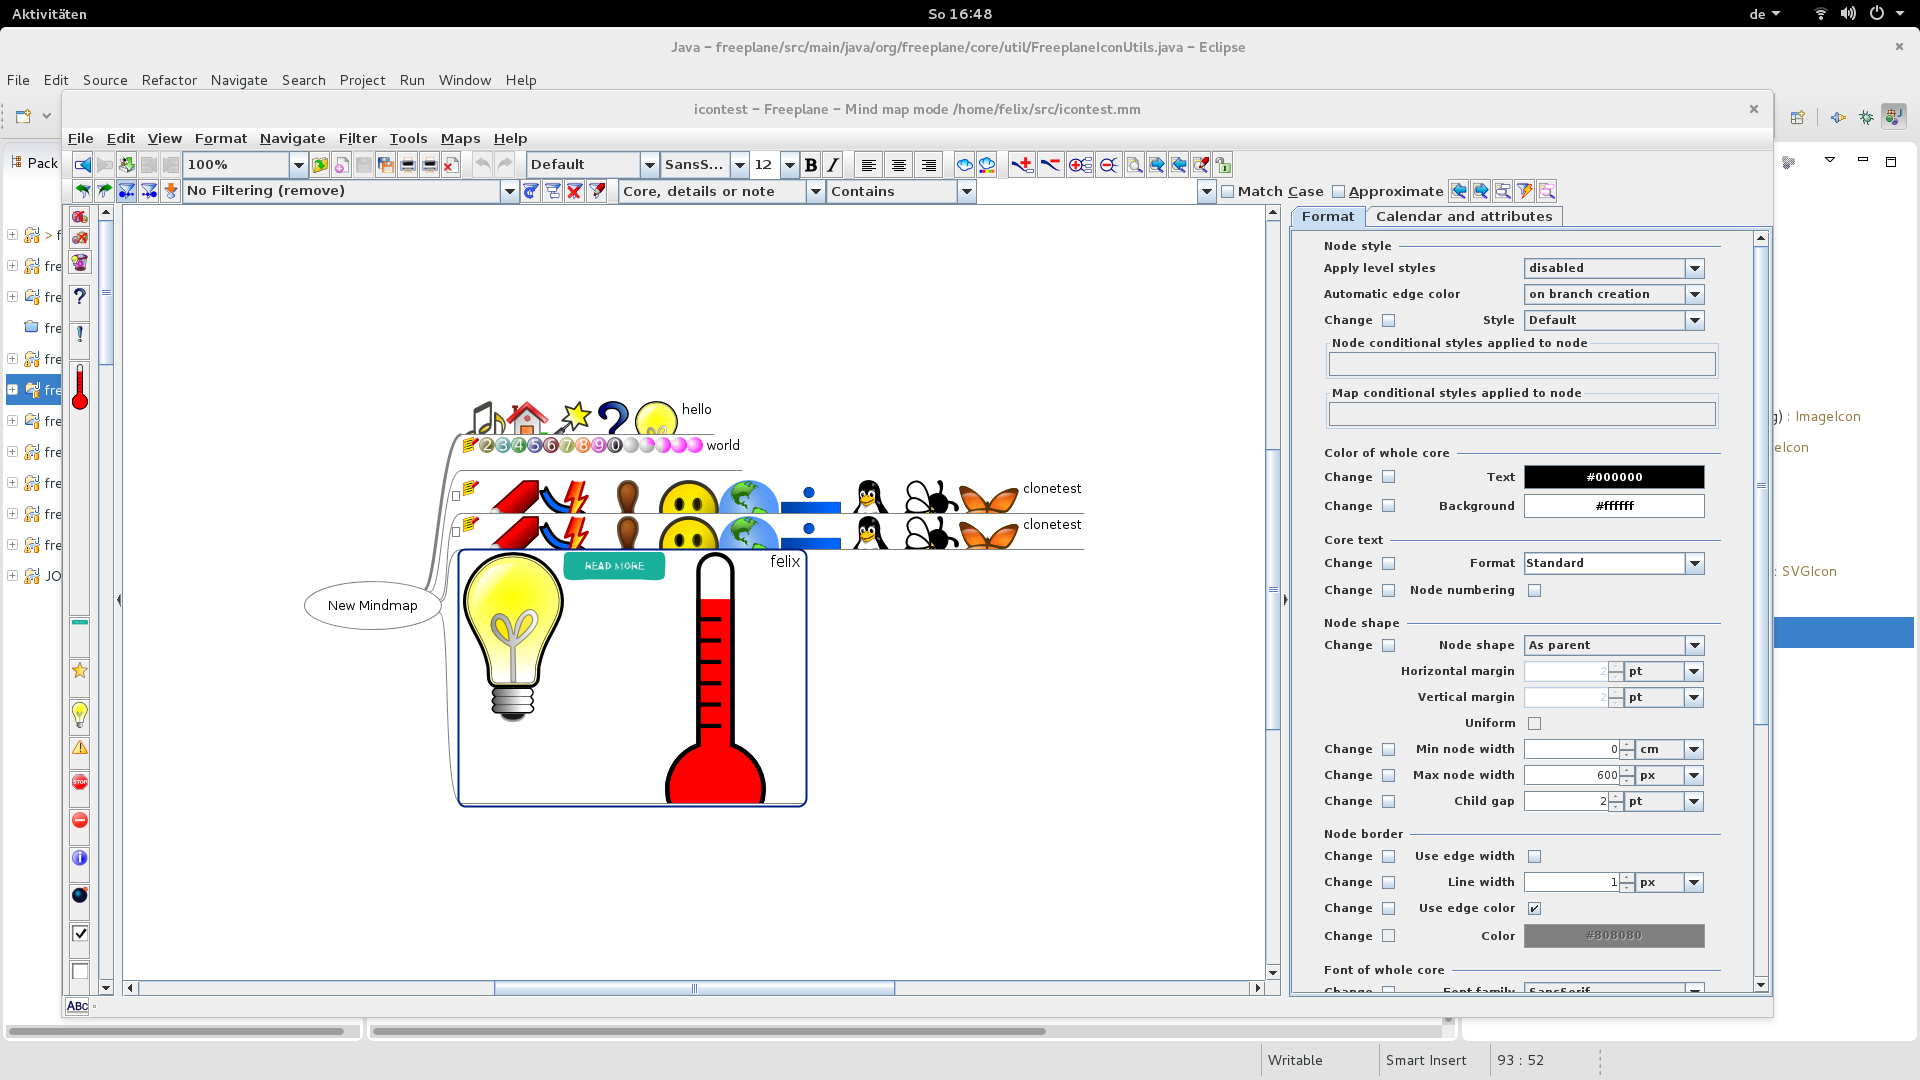 Aktivitäten So 16:48 de
Java – freeplane/src/main/java/org/freeplane/core/util/FreeplaneIconUtils.java – Eclipse
File Edit Source Refactor Navigate Search Project Run Window Help
icontest – Freeplane – Mind map mode /home/felix/src/icontest.mm
File Edit View Format Navigate Filter Tools Maps Help
100% Default SansS... 12 B I
No Filtering (remove) Core, details or note Contains Match Case Approximate
Pack
Format Calendar and attributes
> f
fre
fre
fre
fre
fre
fre
fre
fre
fre
fre
JO
Node style
Apply level styles disabled
Automatic edge color on branch creation
Change Style Default
Node conditional styles applied to node
Map conditional styles applied to node
hello
2 3 4 5 6 7 8 9 0 world
clonetest
clonetest
READ MORE felix
New Mindmap
STOP
ABC
) : ImageIcon
eIcon
: SVGIcon
Color of whole core
Change Text #000000
Change Background #ffffff
Core text
Change Format Standard
Change Node numbering
Node shape
Change Node shape As parent
Horizontal margin 2 pt
Vertical margin 2 pt
Uniform
Change Min node width 0 cm
Change Max node width 600 px
Change Child gap 2 pt
Node border
Change Use edge width
Change Line width 1 px
Change Use edge color
Change Color #808080
Font of whole core
Change Font family SansSerif
Writable Smart Insert 93 : 52